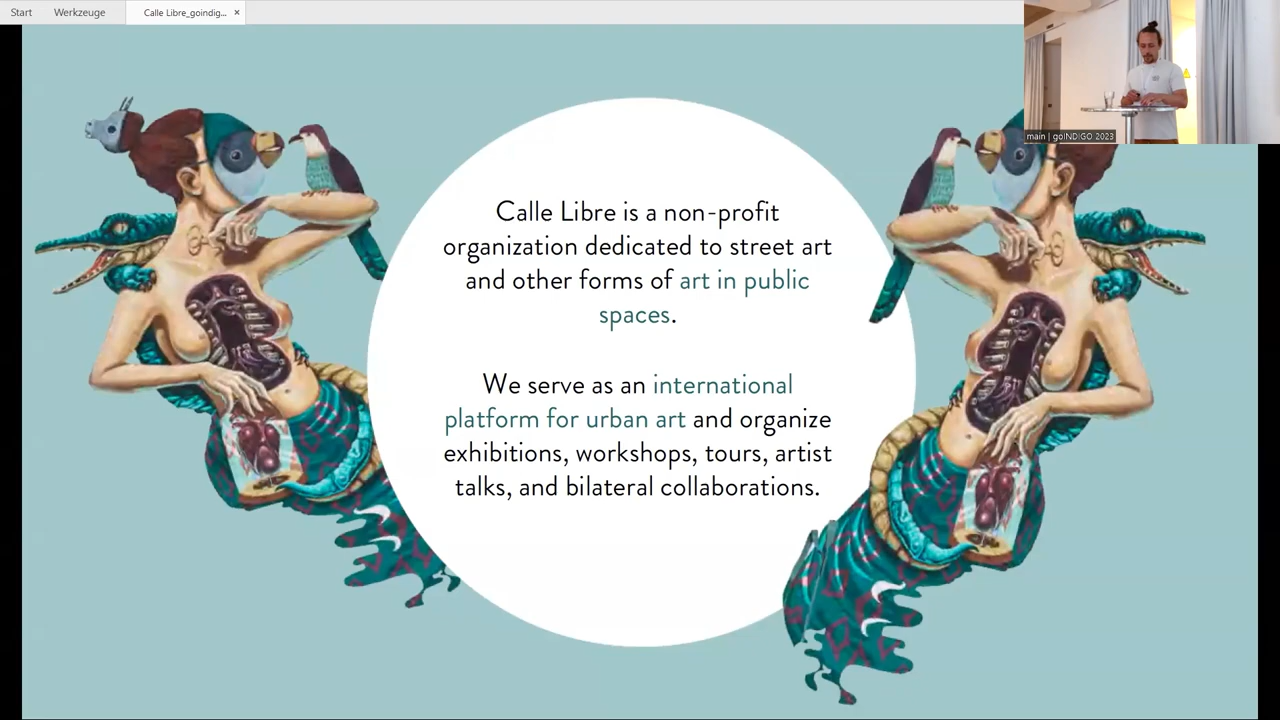 Start
Werkzeuge
Calle Libre_goindig...
main | goINDIGO 2023
Calle Libre is a non-profit
organization dedicated to street art
and other forms of art in public
spaces.
We serve as an international
platform for urban art and organize
exhibitions, workshops, tours, artist
talks, and bilateral collaborations.